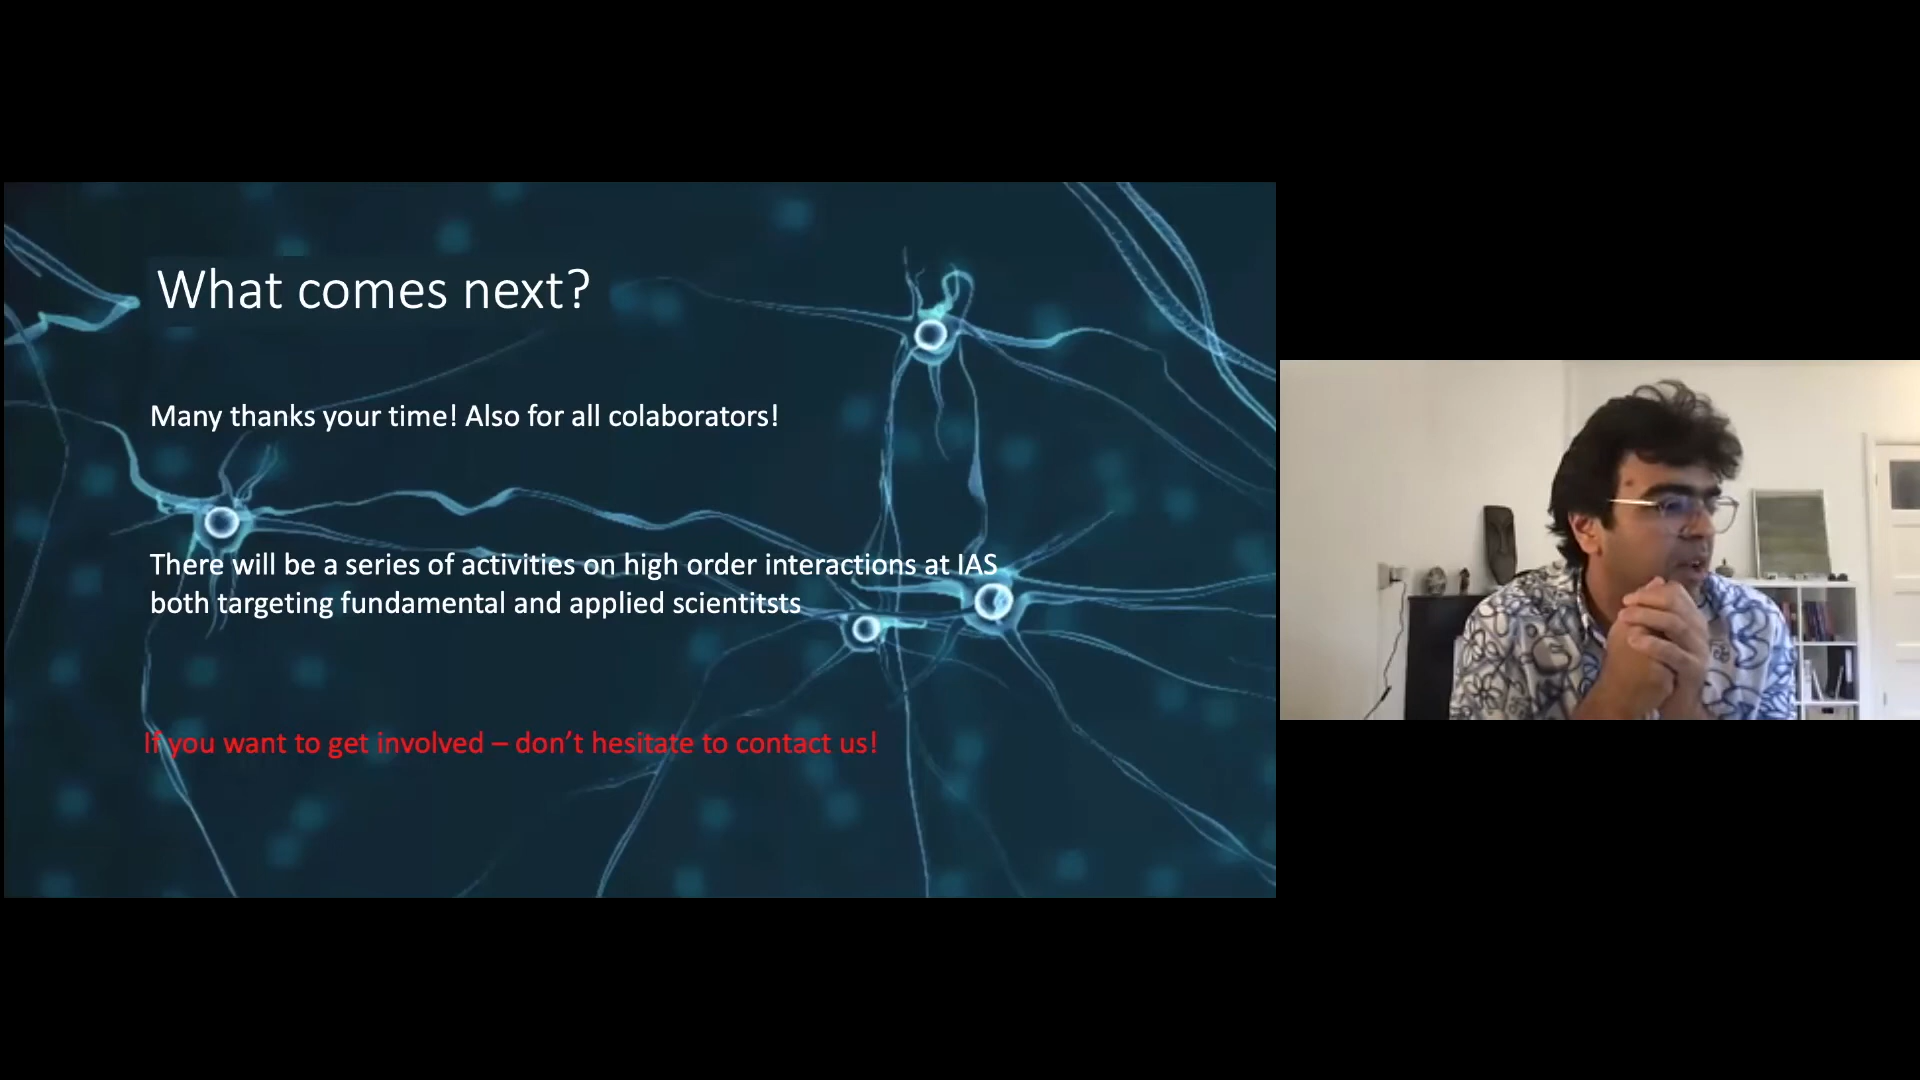 What comes next?
Many thanks your time! Also for all colaborators!
There will be a series of activities on high order interactions at IAS
both targeting fundamental and applied scientitsts
If you want to get involved – don't hesitate to contact us!